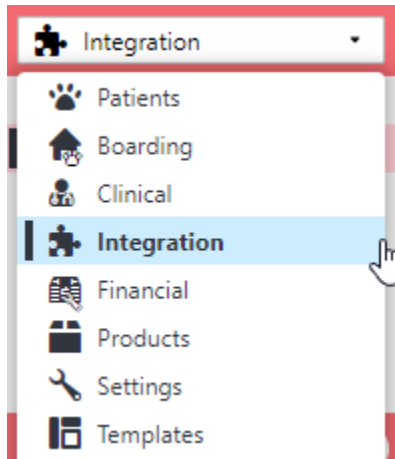 Integration
Patients
Boarding
Clinical
Integration
Financial
Products
Settings
Templates